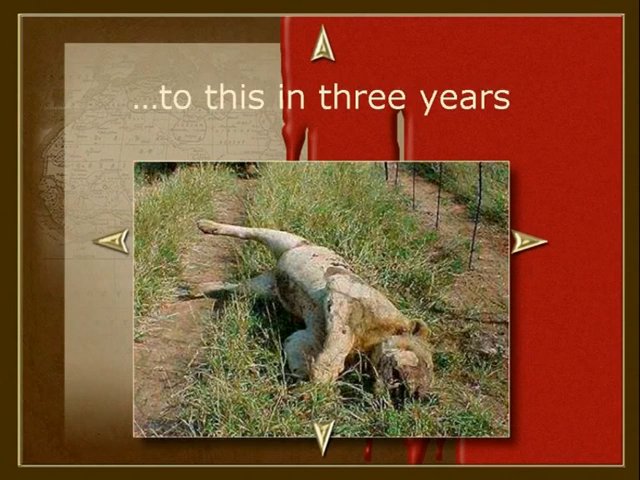 …to this in three years